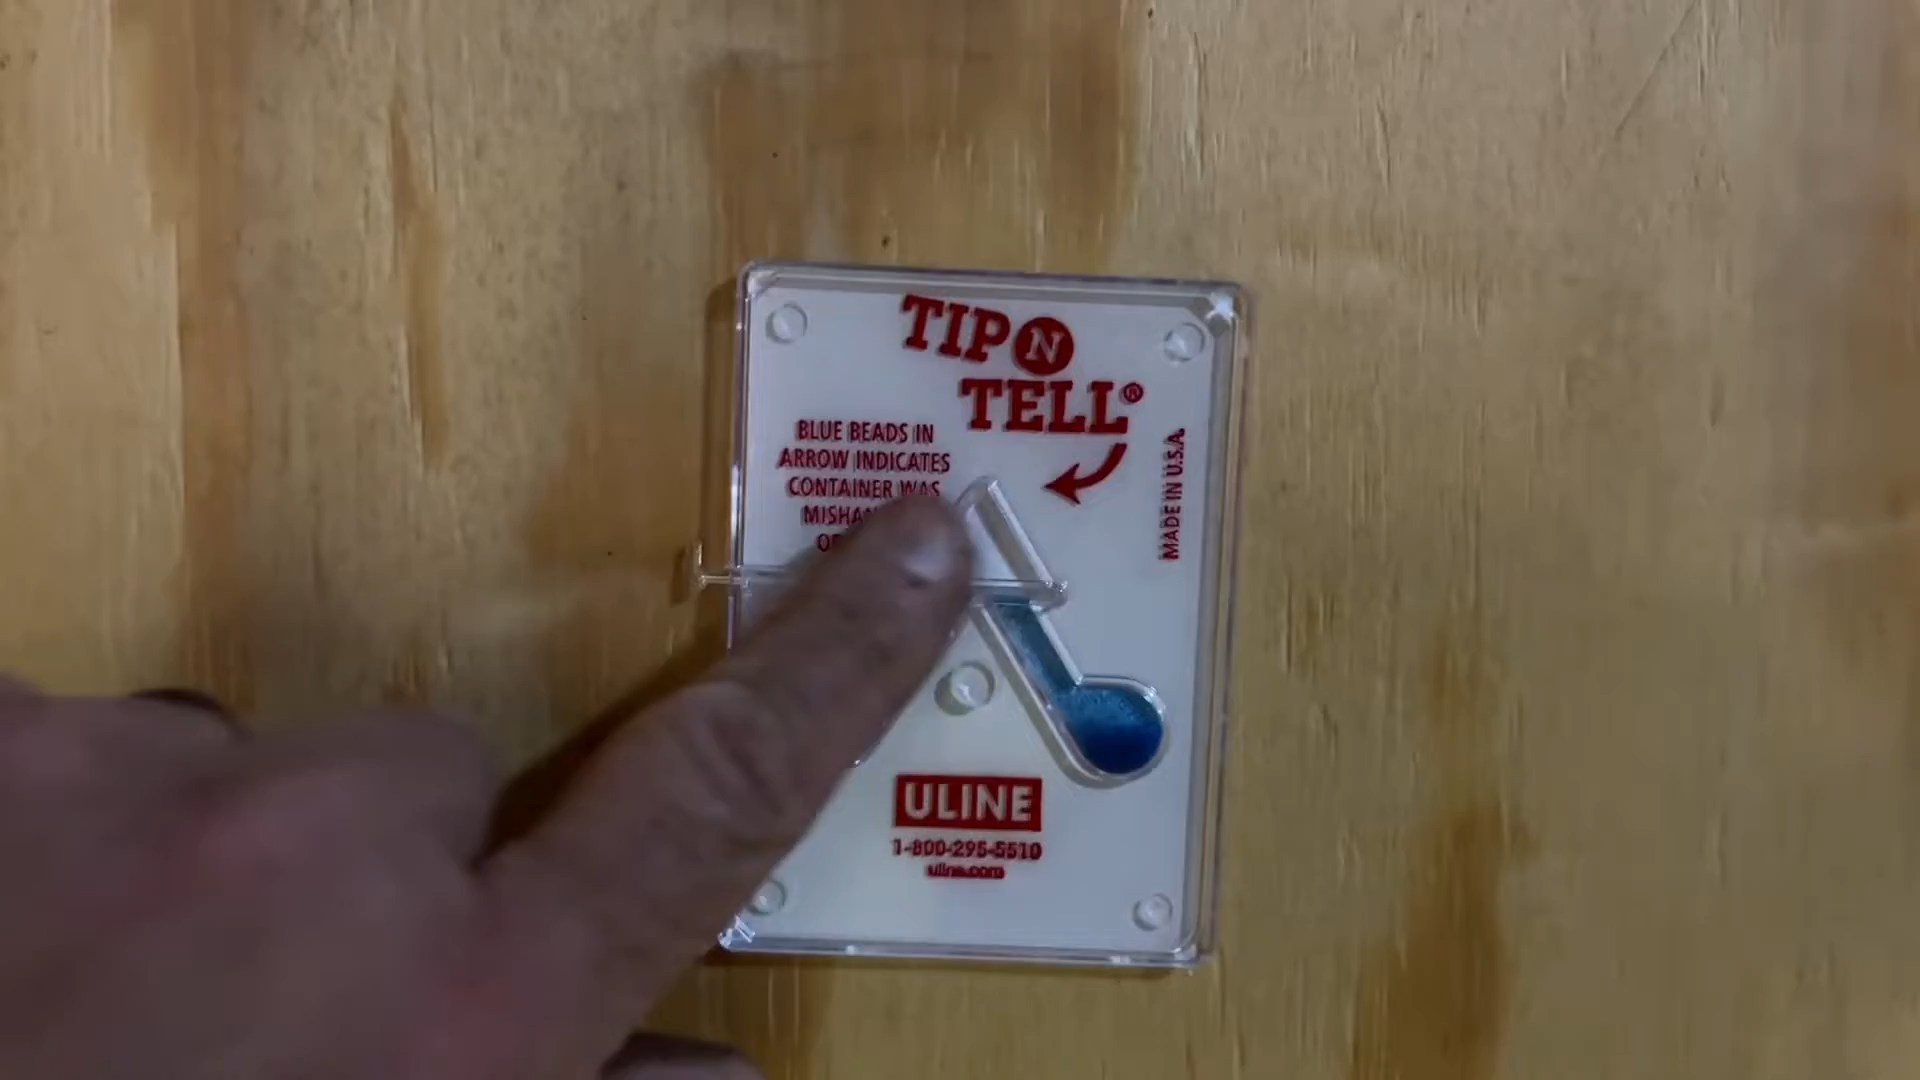 TIP N
TELL®
BLUE BEADS IN
ARROW INDICATES
CONTAINER WAS
MADE IN U.S.A.
ULINE
1-800-295-5510
uline.com